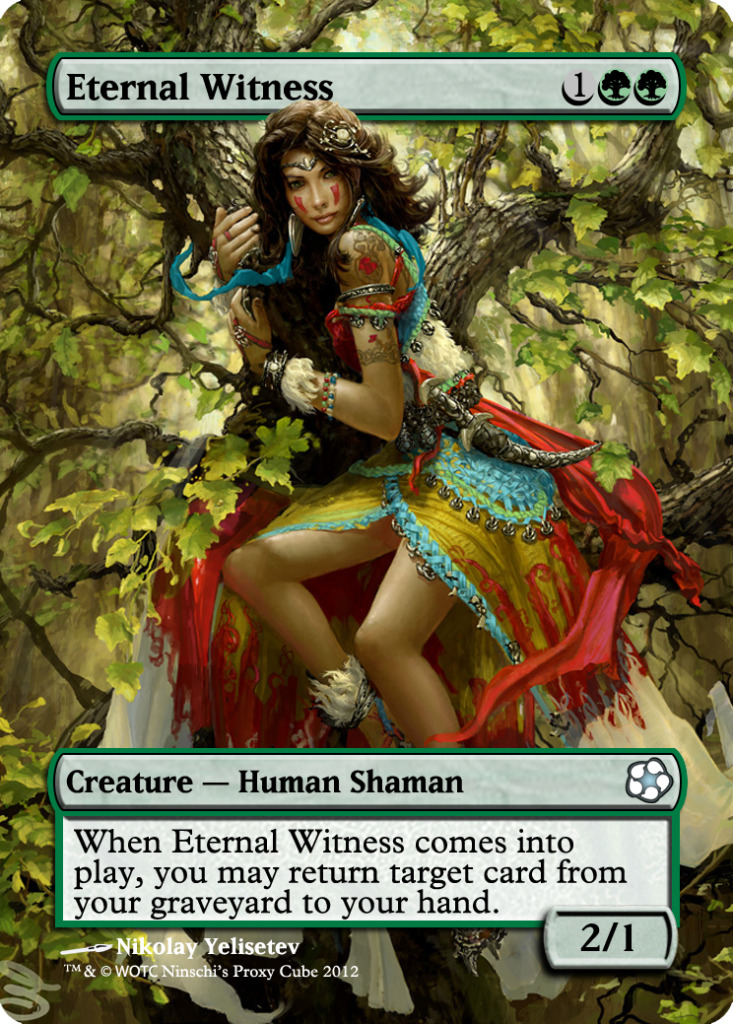 Eternal Witness 1
Creature — Human Shaman
When Eternal Witness comes into
play, you may return target card from
your graveyard to your hand.
2/1
Nikolay Yelisetev
™ & © WOTC Ninschi's Proxy Cube 2012